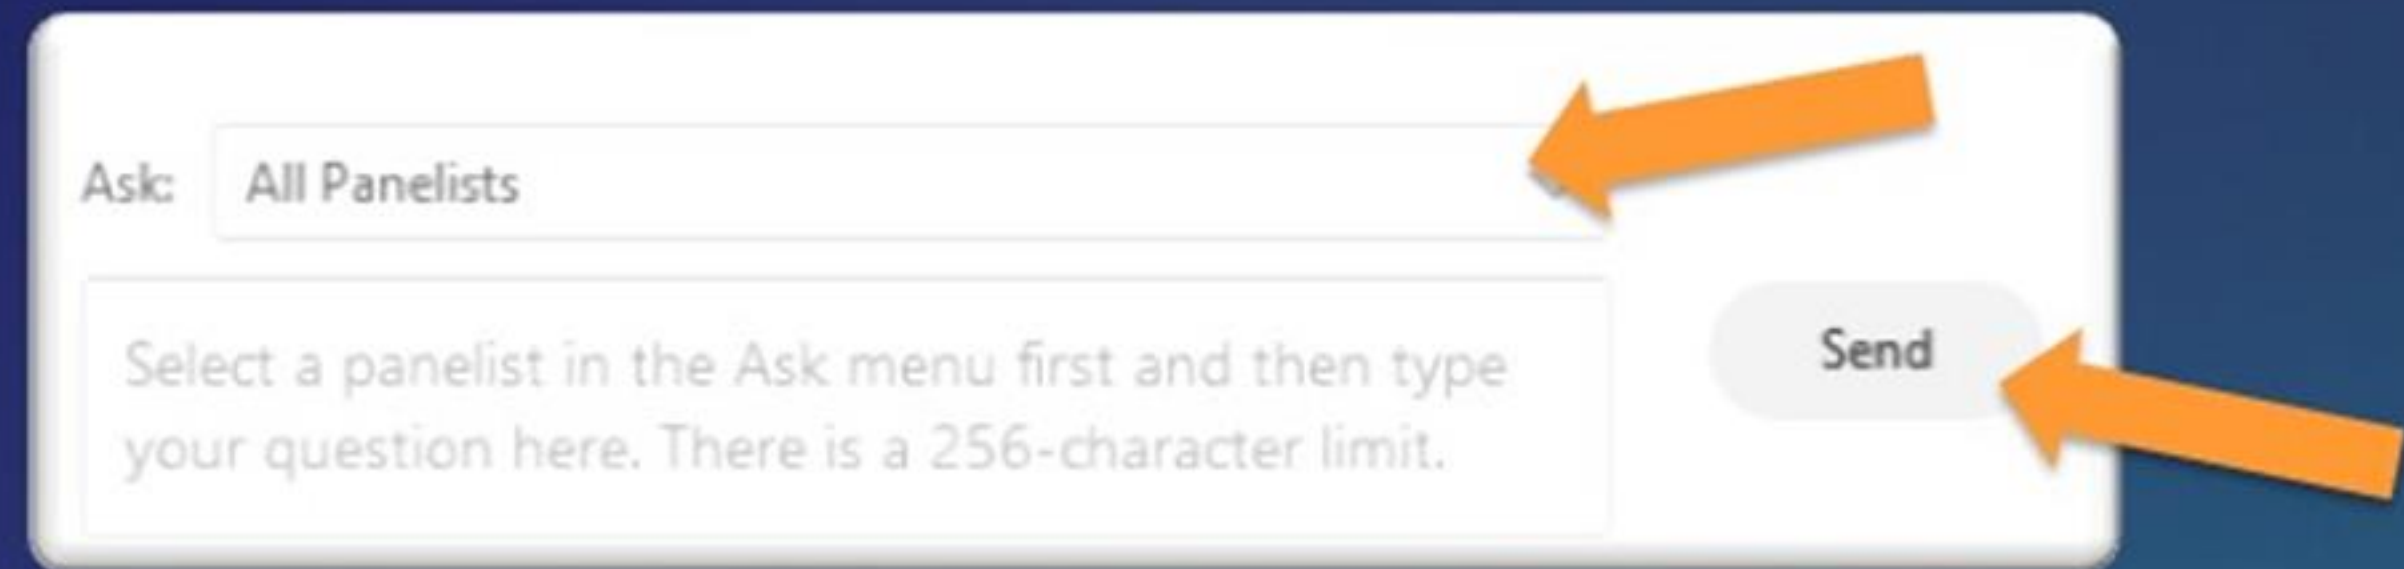 Ask: All Panelists
Select a panelist in the Ask menu first and then type
your question here. There is a 256-character limit.
Send